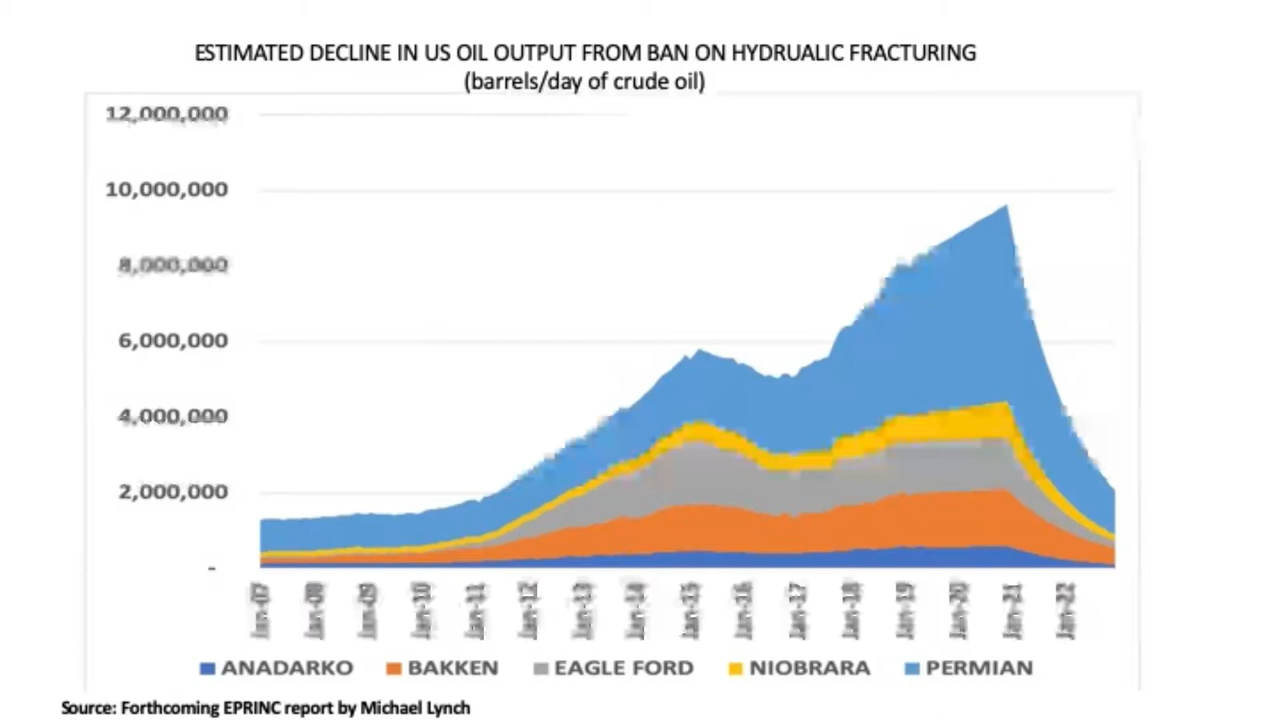 ESTIMATED DECLINE IN US OIL OUTPUT FROM BAN ON HYDRUALIC FRACTURING
(barrels/day of crude oil)
12,000,000
10,000,000
8,000,000
6,000,000
4,000,000
2,000,000
-
Jan-07 Jan-08 Jan-09 Jan-10 Jan-11 Jan-12 Jan-13 Jan-14 Jan-15 Jan-16 Jan-17 Jan-18 Jan-19 Jan-20 Jan-21 Jan-22
ANADARKO BAKKEN EAGLE FORD NIOBRARA PERMIAN
Source: Forthcoming EPRINC report by Michael Lynch